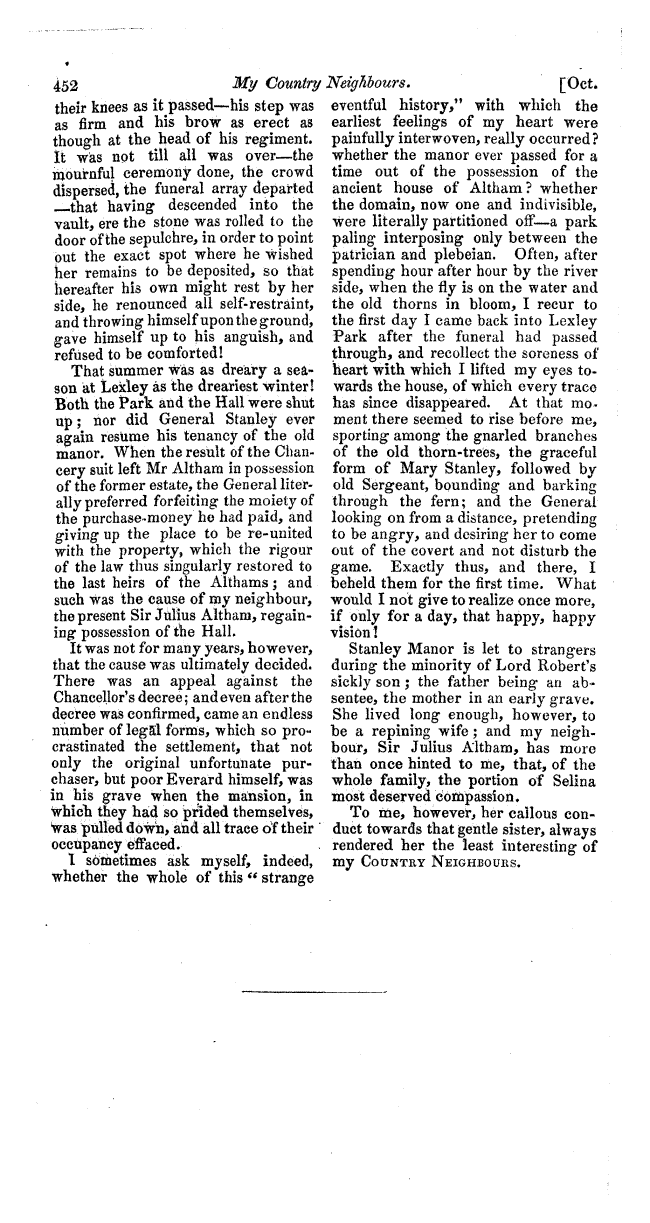 452
My Country Neighbours.
[Oct.
their knees as it passed—his step was
as firm and his brow as erect as
though at the head of his regiment.
It was not till all was over—the
mournful ceremony done, the crowd
dispersed, the funeral array departed
—that having descended into the
vault, ere the stone was rolled to the
door of the sepulchre, in order to point
out the exact spot where he wished
her remains to be deposited, so that
hereafter his own might rest by her
side, he renounced all self-restraint,
and throwing himself upon the ground,
gave himself up to his anguish, and
refused to be comforted!
That summer was as dreary a sea-
son at Lexley as the dreariest winter!
Both the Park and the Hall were shut
up; nor did General Stanley ever
again resume his tenancy of the old
manor. When the result of the Chan-
cery suit left Mr Altham in possession
of the former estate, the General liter-
ally preferred forfeiting the moiety of
the purchase-money he had paid, and
giving up the place to be re-united
with the property, which the rigour
of the law thus singularly restored to
the last heirs of the Althams; and
such was the cause of my neighbour,
the present Sir Julius Altham, regain-
ing possession of the Hall.
It was not for many years, however,
that the cause was ultimately decided.
There was an appeal against the
Chancellor's decree; and even after the
decree was confirmed, came an endless
number of legal forms, which so pro-
crastinated the settlement, that not
only the original unfortunate pur-
chaser, but poor Everard himself, was
in his grave when the mansion, in
which they had so prided themselves,
was pulled down, and all trace of their
occupancy effaced.
I sometimes ask myself, indeed,
whether the whole of this "strange
eventful history," with which the
earliest feelings of my heart were
painfully interwoven, really occurred?
whether the manor ever passed for a
time out of the possession of the
ancient house of Altham? whether
the domain, now one and indivisible,
were literally partitioned off—a park
paling interposing only between the
patrician and plebeian. Often, after
spending hour after hour by the river
side, when the fly is on the water and
the old thorns in bloom, I recur to
the first day I came back into Lexley
Park after the funeral had passed
through, and recollect the soreness of
heart with which I lifted my eyes to-
wards the house, of which every trace
has since disappeared. At that mo-
ment there seemed to rise before me,
sporting among the gnarled branches
of the old thorn-trees, the graceful
form of Mary Stanley, followed by
old Sergeant, bounding and barking
through the fern; and the General
looking on from a distance, pretending
to be angry, and desiring her to come
out of the covert and not disturb the
game. Exactly thus, and there, I
beheld them for the first time. What
would I not give to realize once more,
if only for a day, that happy, happy
vision!
Stanley Manor is let to strangers
during the minority of Lord Robert's
sickly son; the father being an ab-
sentee, the mother in an early grave.
She lived long enough, however, to
be a repining wife; and my neigh-
bour, Sir Julius Altham, has more
than once hinted to me, that, of the
whole family, the portion of Selina
most deserved compassion.
To me, however, her callous con-
duct towards that gentle sister, always
rendered her the least interesting of
my COUNTRY NEIGHBOURS.